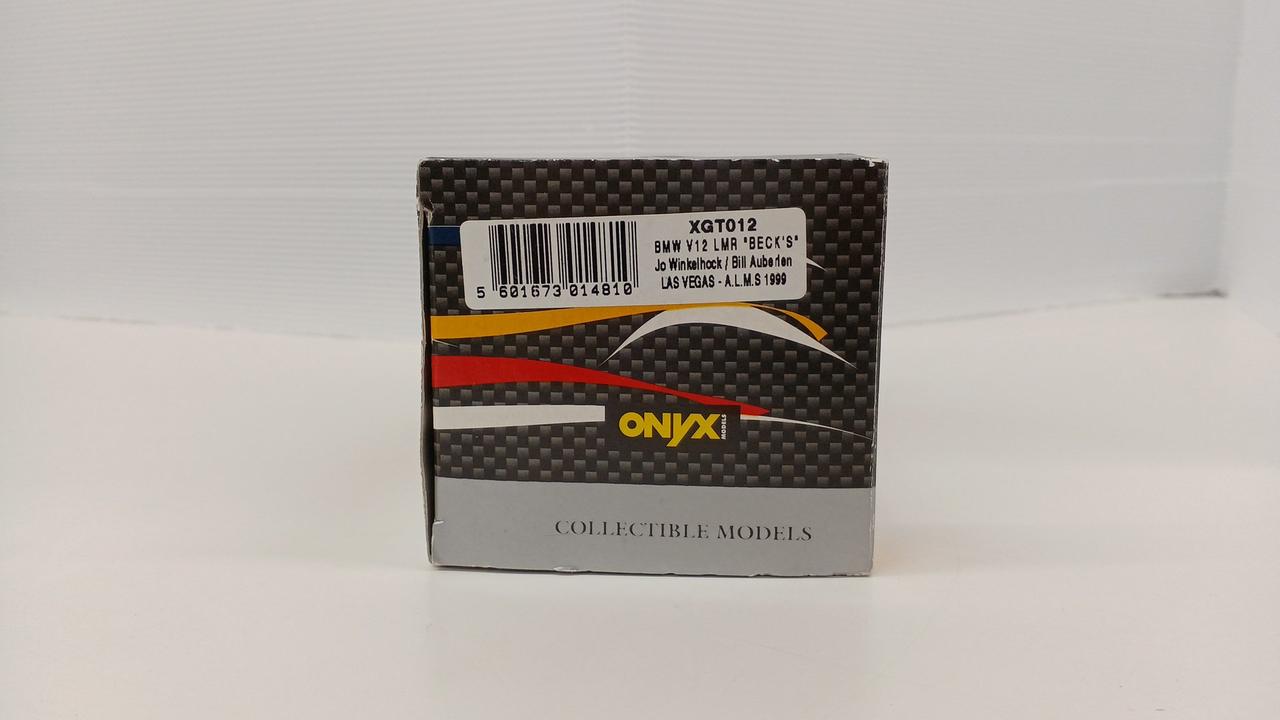 XGT012
BMW V12 LMR "BECK'S"
Jo Winkelhock / Bill Auberlen
LAS VEGAS - A.L.M.S 1999
5 601673 014810
ONYX MODELS
COLLECTIBLE MODELS